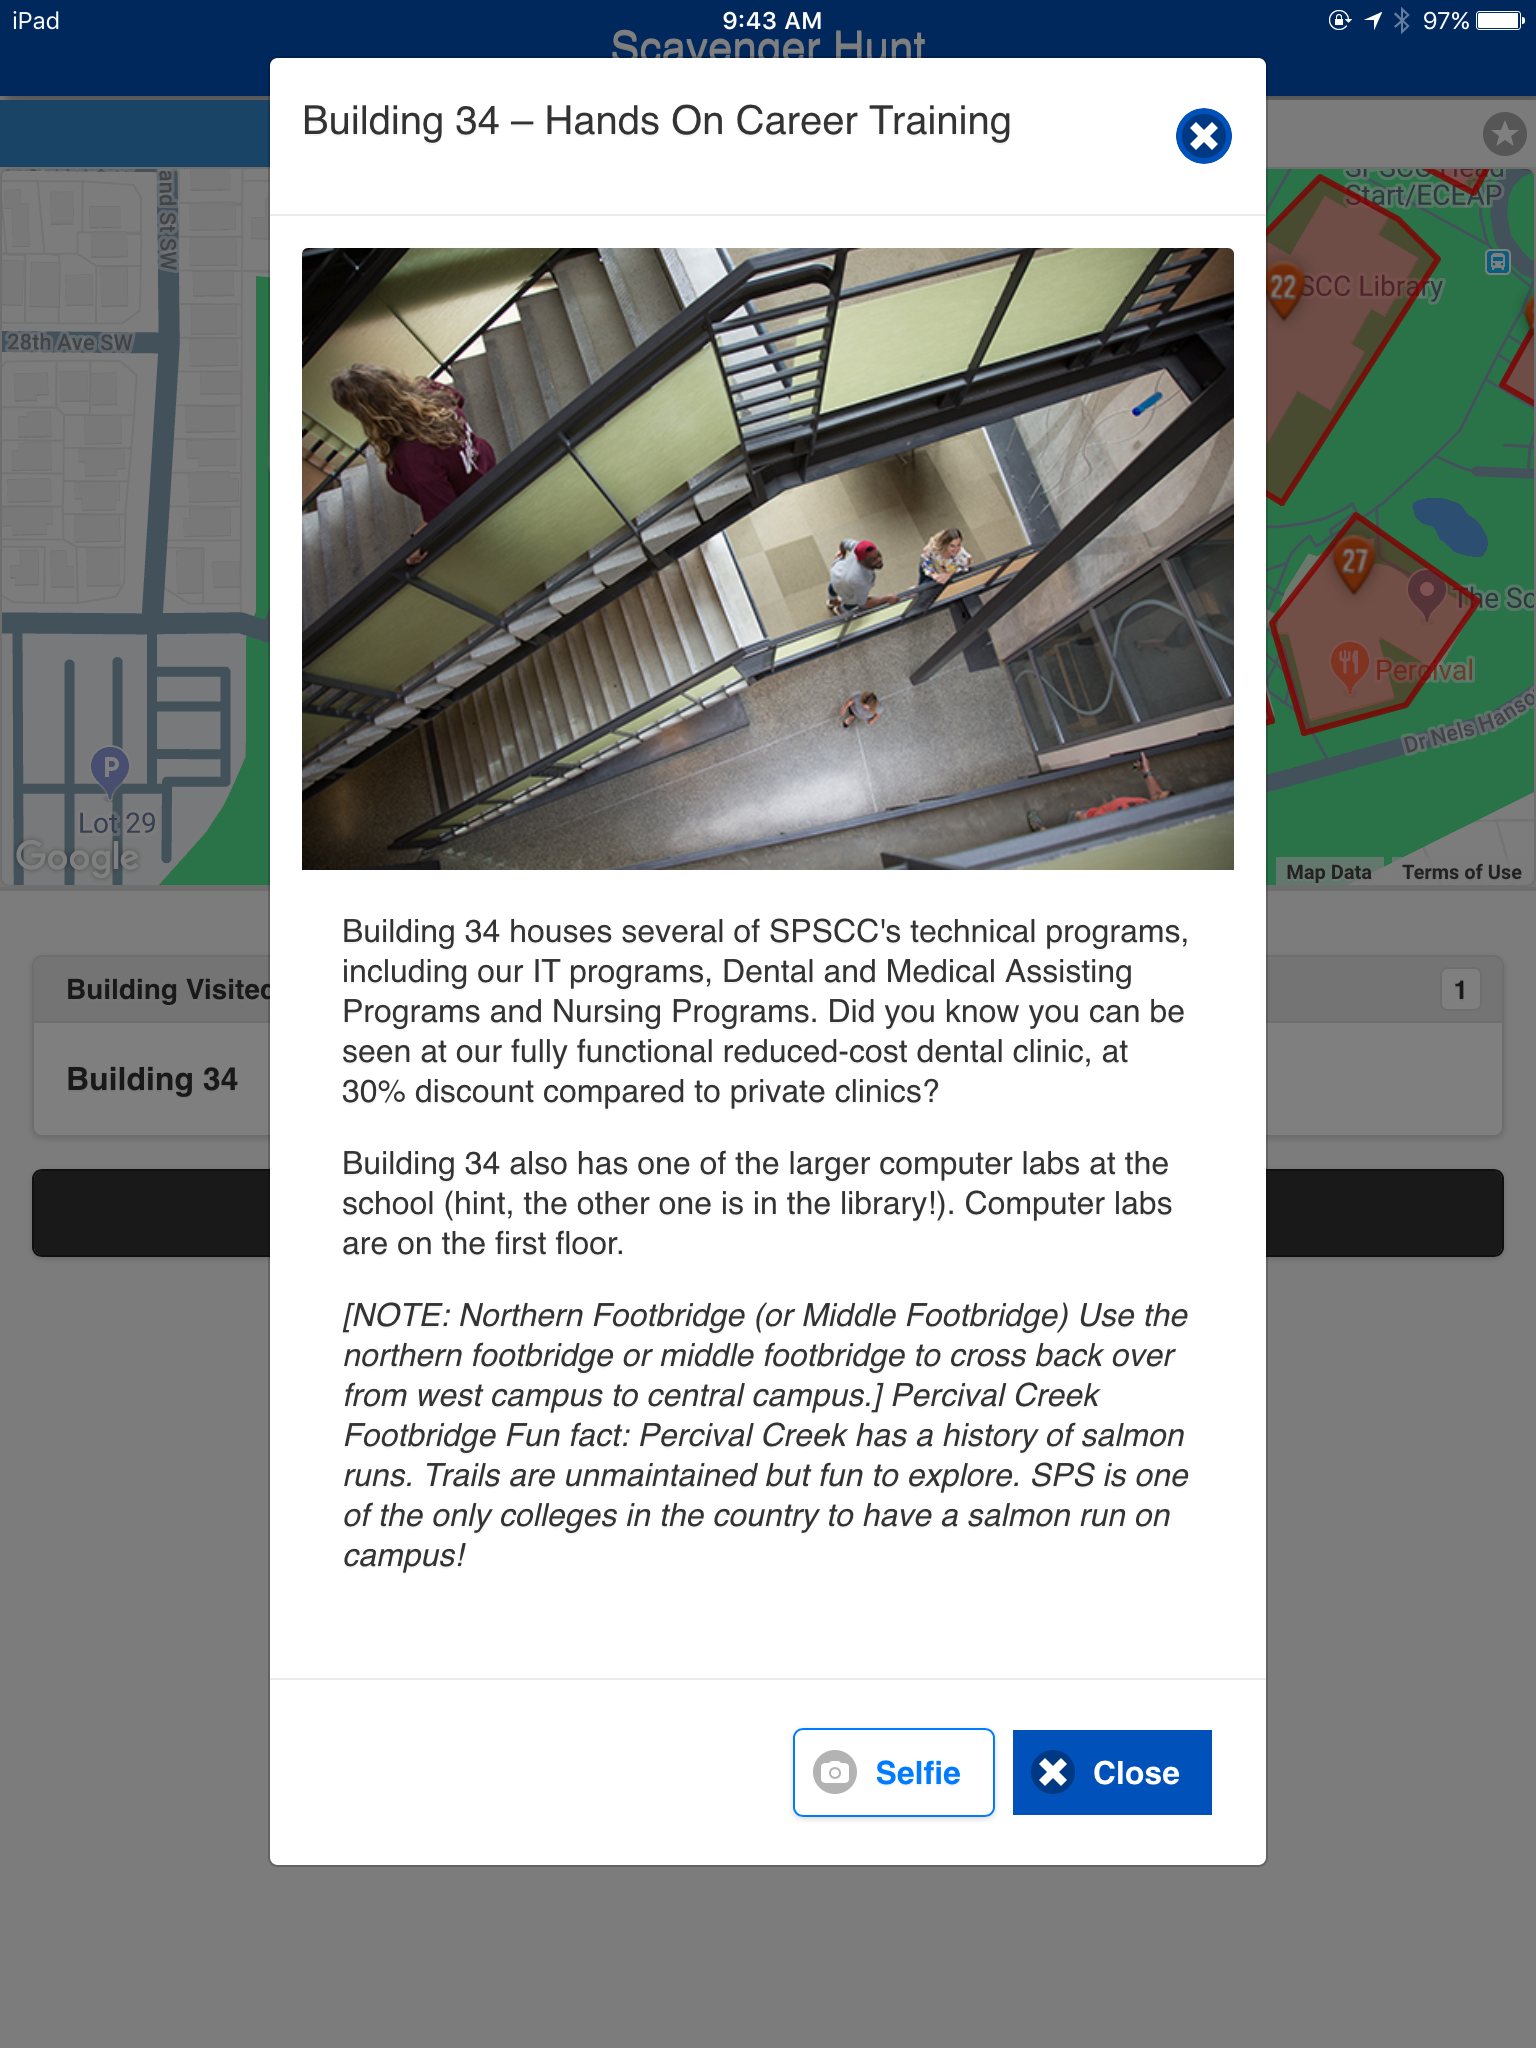 iPad
9:43 AM
97%
Scavenger Hunt
Building 34 – Hands On Career Training
and St SW
28th Ave SW
P
Lot 29
Google
Start/ECEAP
22
SCC Library
27
The Sc
Percival
Dr Nels Hanso
Map Data
Terms of Use
Building 34 houses several of SPSCC's technical programs,
including our IT programs, Dental and Medical Assisting
Programs and Nursing Programs. Did you know you can be
seen at our fully functional reduced-cost dental clinic, at
30% discount compared to private clinics?
Building Visited
1
Building 34
Building 34 also has one of the larger computer labs at the
school (hint, the other one is in the library!). Computer labs
are on the first floor.
[NOTE: Northern Footbridge (or Middle Footbridge) Use the
northern footbridge or middle footbridge to cross back over
from west campus to central campus.] Percival Creek
Footbridge Fun fact: Percival Creek has a history of salmon
runs. Trails are unmaintained but fun to explore. SPS is one
of the only colleges in the country to have a salmon run on
campus!
Selfie
Close